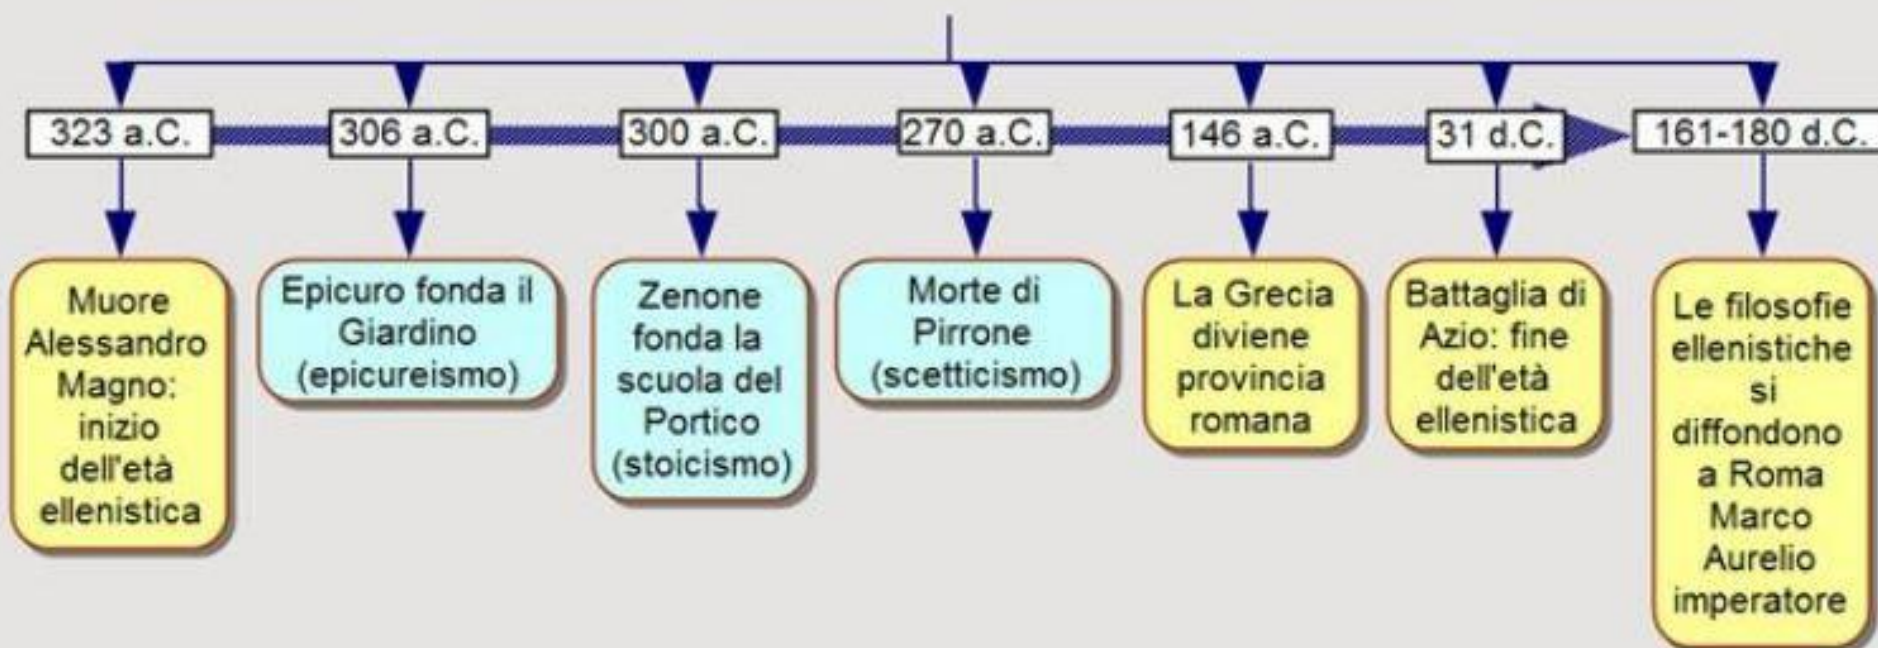 323 a.C.
306 a.C.
300 a.C.
270 a.C.
146 a.C.
31 d.C.
161-180 d.C.
Muore
Alessandro
Magno:
inizio
dell'età
ellenistica
Epicuro fonda il
Giardino
(epicureismo)
Zenone
fonda la
scuola del
Portico
(stoicismo)
Morte di
Pirrone
(scetticismo)
La Grecia
diviene
provincia
romana
Battaglia di
Azio: fine
dell'età
ellenistica
Le filosofie
ellenistiche
si
diffondono
a Roma
Marco
Aurelio
imperatore